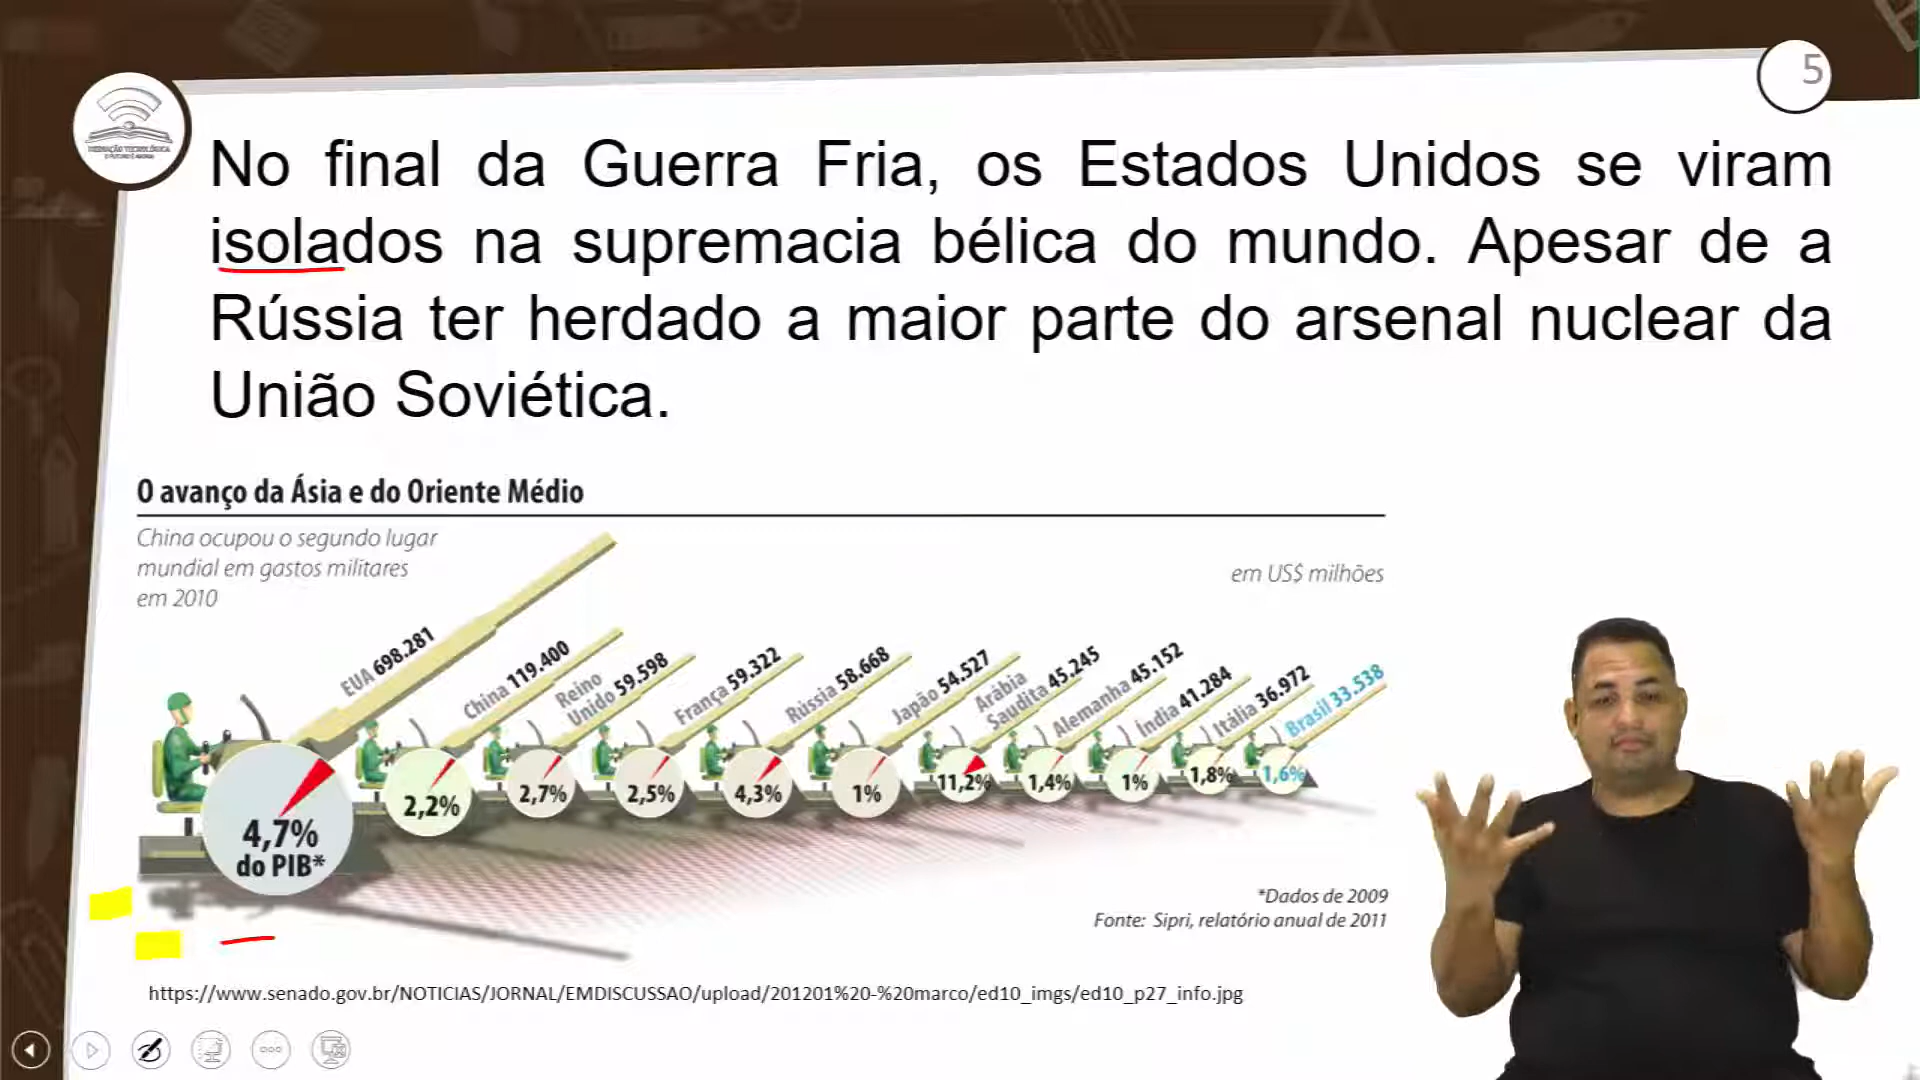 5
MEDIAÇÃO TECNOLÓGICA
No final da Guerra Fria, os Estados Unidos se viram
isolados na supremacia bélica do mundo. Apesar de a
Rússia ter herdado a maior parte do arsenal nuclear da
União Soviética.
O avanço da Ásia e do Oriente Médio
China ocupou o segundo lugar
mundial em gastos militares
em 2010
em US$ milhões
EUA 698.281
China 119.400
Reino
Unido 59.598
França 59.322
Rússia 58.668
Japão 54.527
Arábia
Saudita 45.245
Alemanha 45.152
Índia 41.284
Itália 36.972
Brasil 33.538
4,7%
do PIB*
2,2%
2,7%
2,5%
4,3%
1%
11,2%
1,4%
1%
1,8%
1,6%
*Dados de 2009
Fonte: Sipri, relatório anual de 2011
https://www.senado.gov.br/NOTICIAS/JORNAL/EMDISCUSSAO/upload/201201%20-%20marco/ed10_imgs/ed10_p27_info.jpg